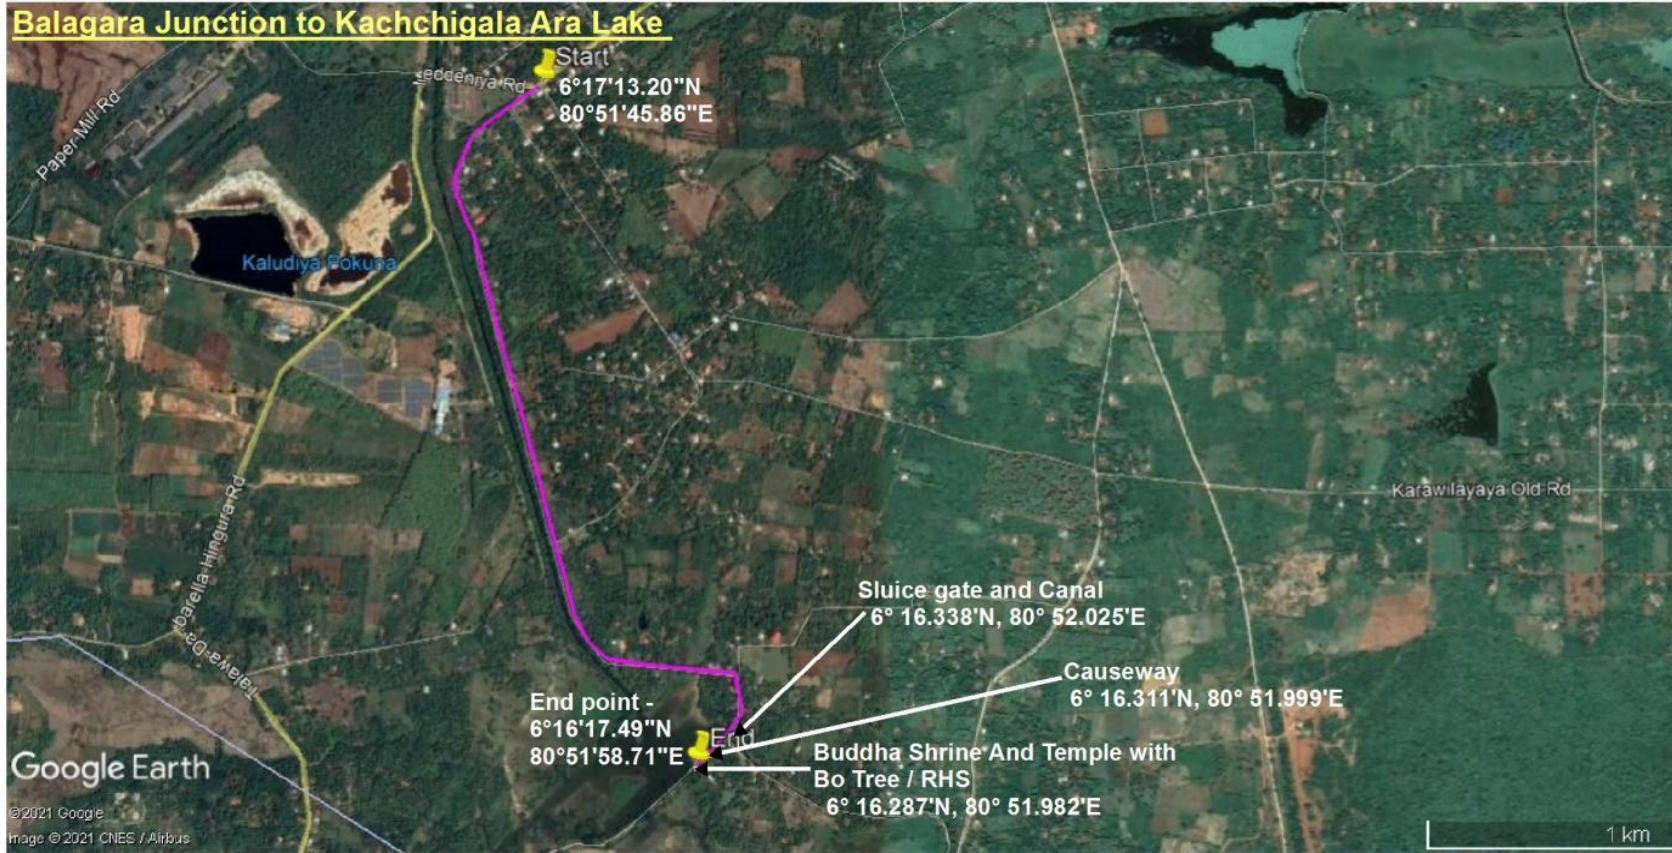 Balagara Junction to Kachchigala Ara Lake
Start
6°17'13.20"N
80°51'45.86"E
Neddeniya Rd
Paper Mill Rd
Kaludiya Pokuna
Karawilayaya Old Rd
Sluice gate and Canal
6° 16.338'N, 80° 52.025'E
Causeway
6° 16.311'N, 80° 51.999'E
End point -
6°16'17.49"N
80°51'58.71"E
End
Buddha Shrine And Temple with
Bo Tree / RHS
6° 16.287'N, 80° 51.982'E
Google Earth
©2021 Google
Image © 2021 CNES / Airbus
1 km